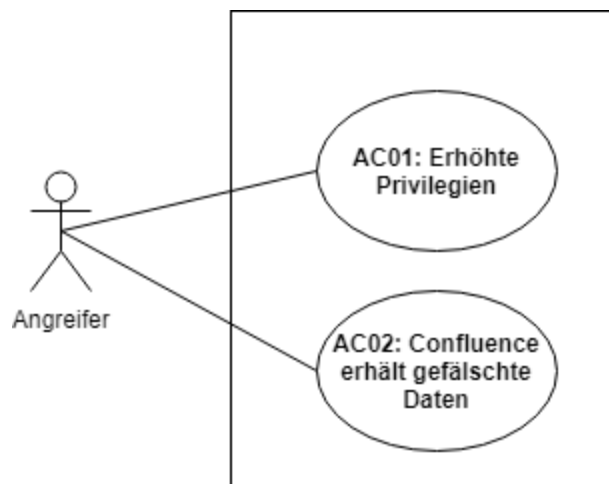 AC01: Erhöhte
Privilegien
Angreifer
AC02: Confluence
erhält gefälschte
Daten